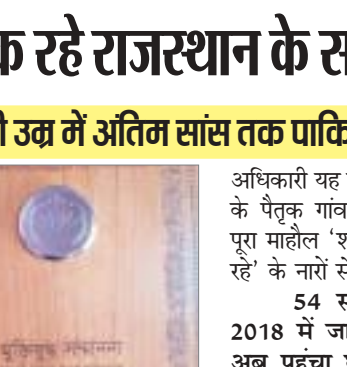 क रहे राजस्थान के स
ी उम्र में अंतिम सांस तक पाकि
अधिकारी यह
के पैतृक गांव
पूरा माहौल ‘श
रहे’ के नारों से
54 स
2018 में जा
अब पहुंचा